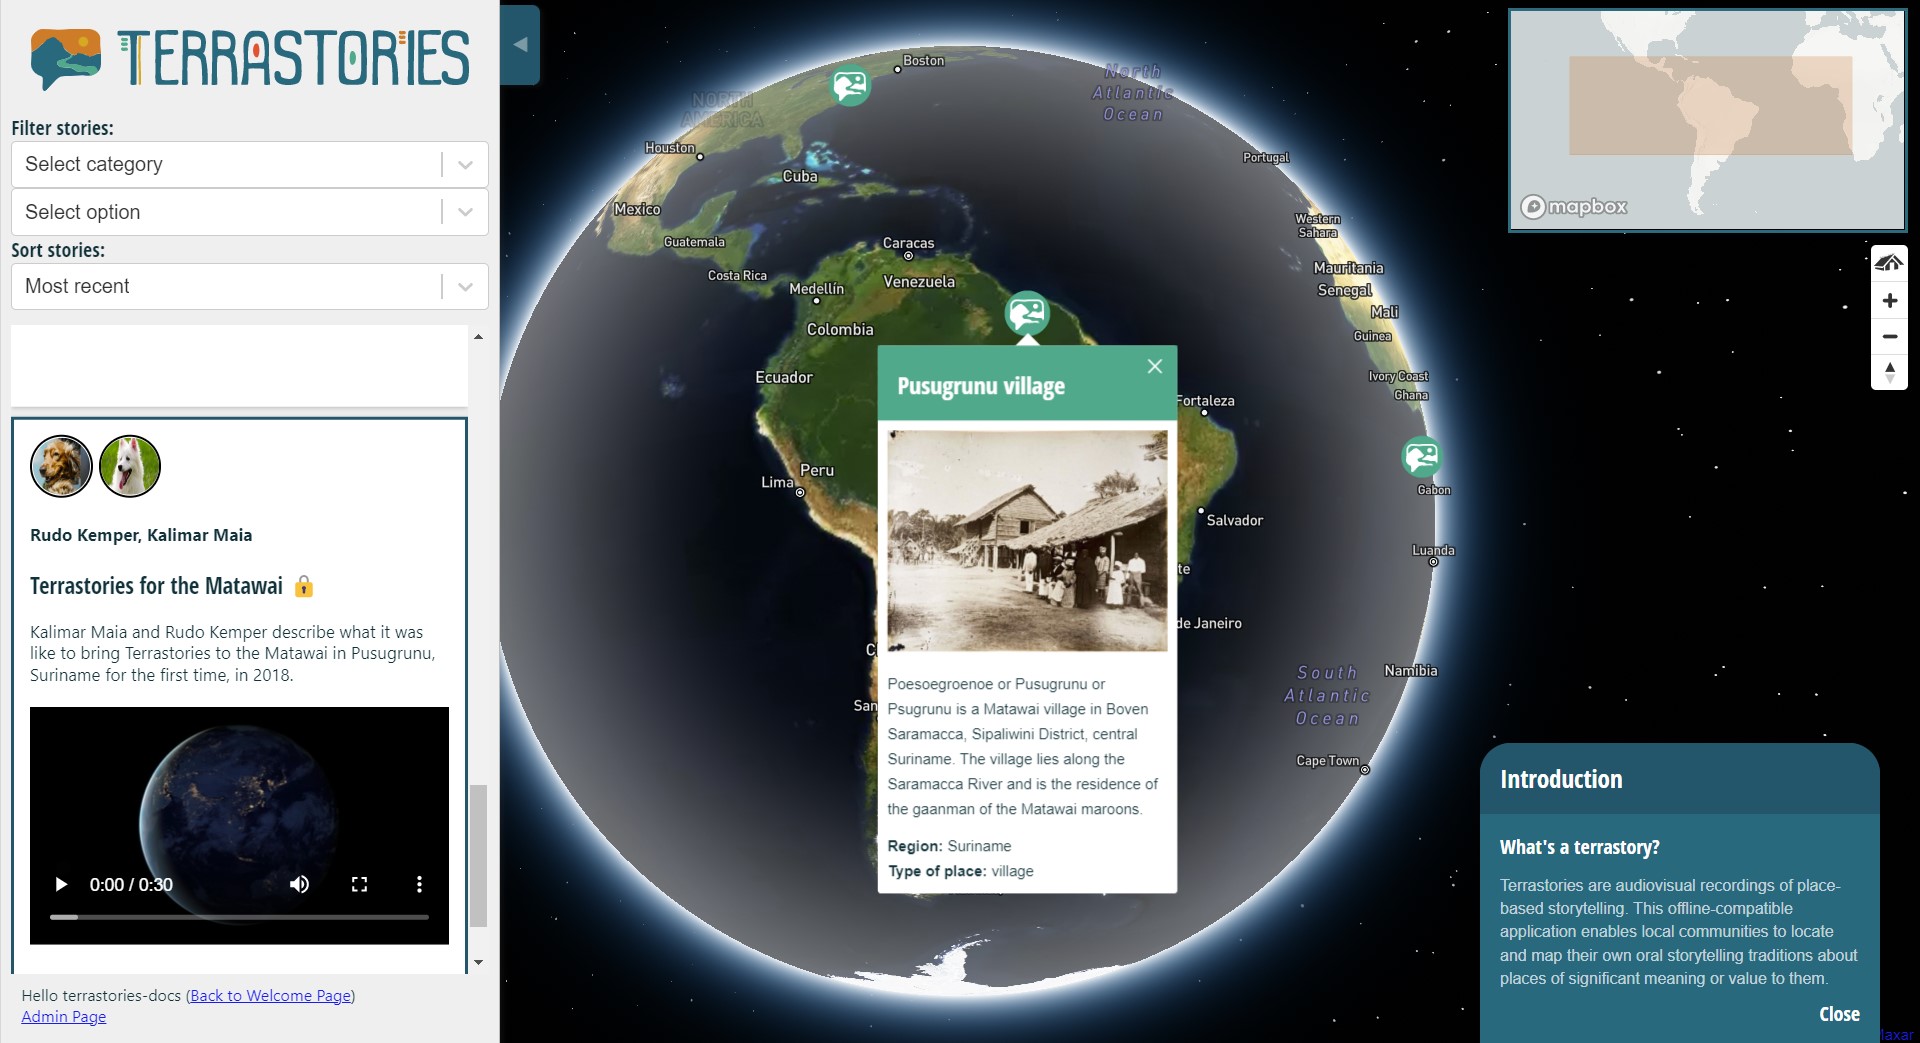 TERRASTORIES
Filter stories:
Select category
Select option
Sort stories:
Most recent
Rudo Kemper, Kalimar Maia
Terrastories for the Matawai
Kalimar Maia and Rudo Kemper describe what it was
like to bring Terrastories to the Matawai in Pusugrunu,
Suriname for the first time, in 2018.
0:00 / 0:30
Hello terrastories-docs (Back to Welcome Page)
Admin Page
Boston
North
Atlantic
Ocean
NORTH
AMERICA
Houston
Portugal
Cuba
Mexico
Western
Sahara
Guatemala
Caracas
Costa Rica
Venezuela
Mauritania
Medellín
Senegal
Mali
Colombia
Guinea
Ecuador
Ivory Coast
Ghana
Fortaleza
Peru
Lima
Gabon
Salvador
Luanda
te
de Janeiro
C
Namibia
South
Atlantic
Ocean
San
Cape Town
Pusugrunu village
Poesoegroenoe or Pusugrunu or
Psugrunu is a Matawai village in Boven
Saramacca, Sipaliwini District, central
Suriname. The village lies along the
Saramacca River and is the residence of
the gaanman of the Matawai maroons.
Region: Suriname
Type of place: village
mapbox
Introduction
What's a terrastory?
Terrastories are audiovisual recordings of place-
based storytelling. This offline-compatible
application enables local communities to locate
and map their own oral storytelling traditions about
places of significant meaning or value to them.
Close
Maxar